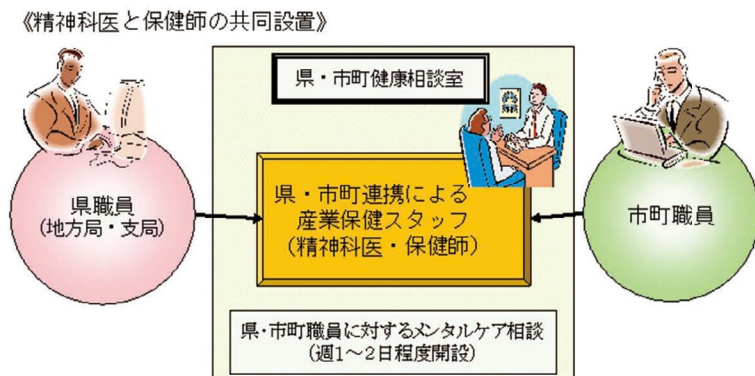 《精神科医と保健師の共同設置》
県・市町健康相談室
県職員
(地方局・支局)
県・市町連携による
産業保健スタッフ
(精神科医・保健師)
市町職員
県・市町職員に対するメンタルケア相談
(週1~2日程度開設)